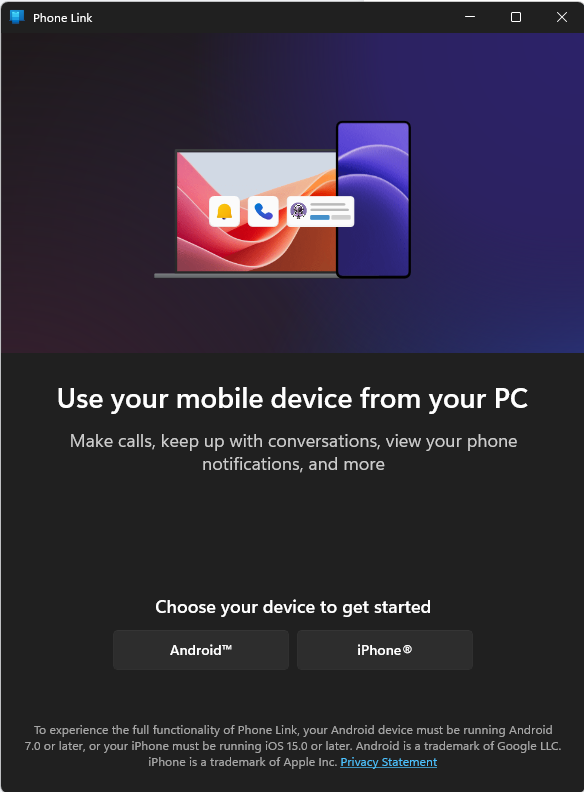 Phone Link
Use your mobile device from your PC
Make calls, keep up with conversations, view your phone
notifications, and more
Choose your device to get started
Android™
iPhone®
To experience the full functionality of Phone Link, your Android device must be running Android
7.0 or later, or your iPhone must be running iOS 15.0 or later. Android is a trademark of Google LLC.
iPhone is a trademark of Apple Inc. Privacy Statement